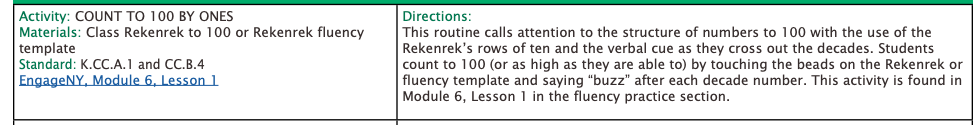 Activity: COUNT TO 100 BY ONES
Materials: Class Rekenrek to 100 or Rekenrek fluency
template
Standard: K.CC.A.1 and CC.B.4
EngageNY, Module 6, Lesson 1
Directions:
This routine calls attention to the structure of numbers to 100 with the use of the
Rekenrek’s rows of ten and the verbal cue as they cross out the decades. Students
count to 100 (or as high as they are able to) by touching the beads on the Rekenrek or
fluency template and saying “buzz” after each decade number. This activity is found in
Module 6, Lesson 1 in the fluency practice section.